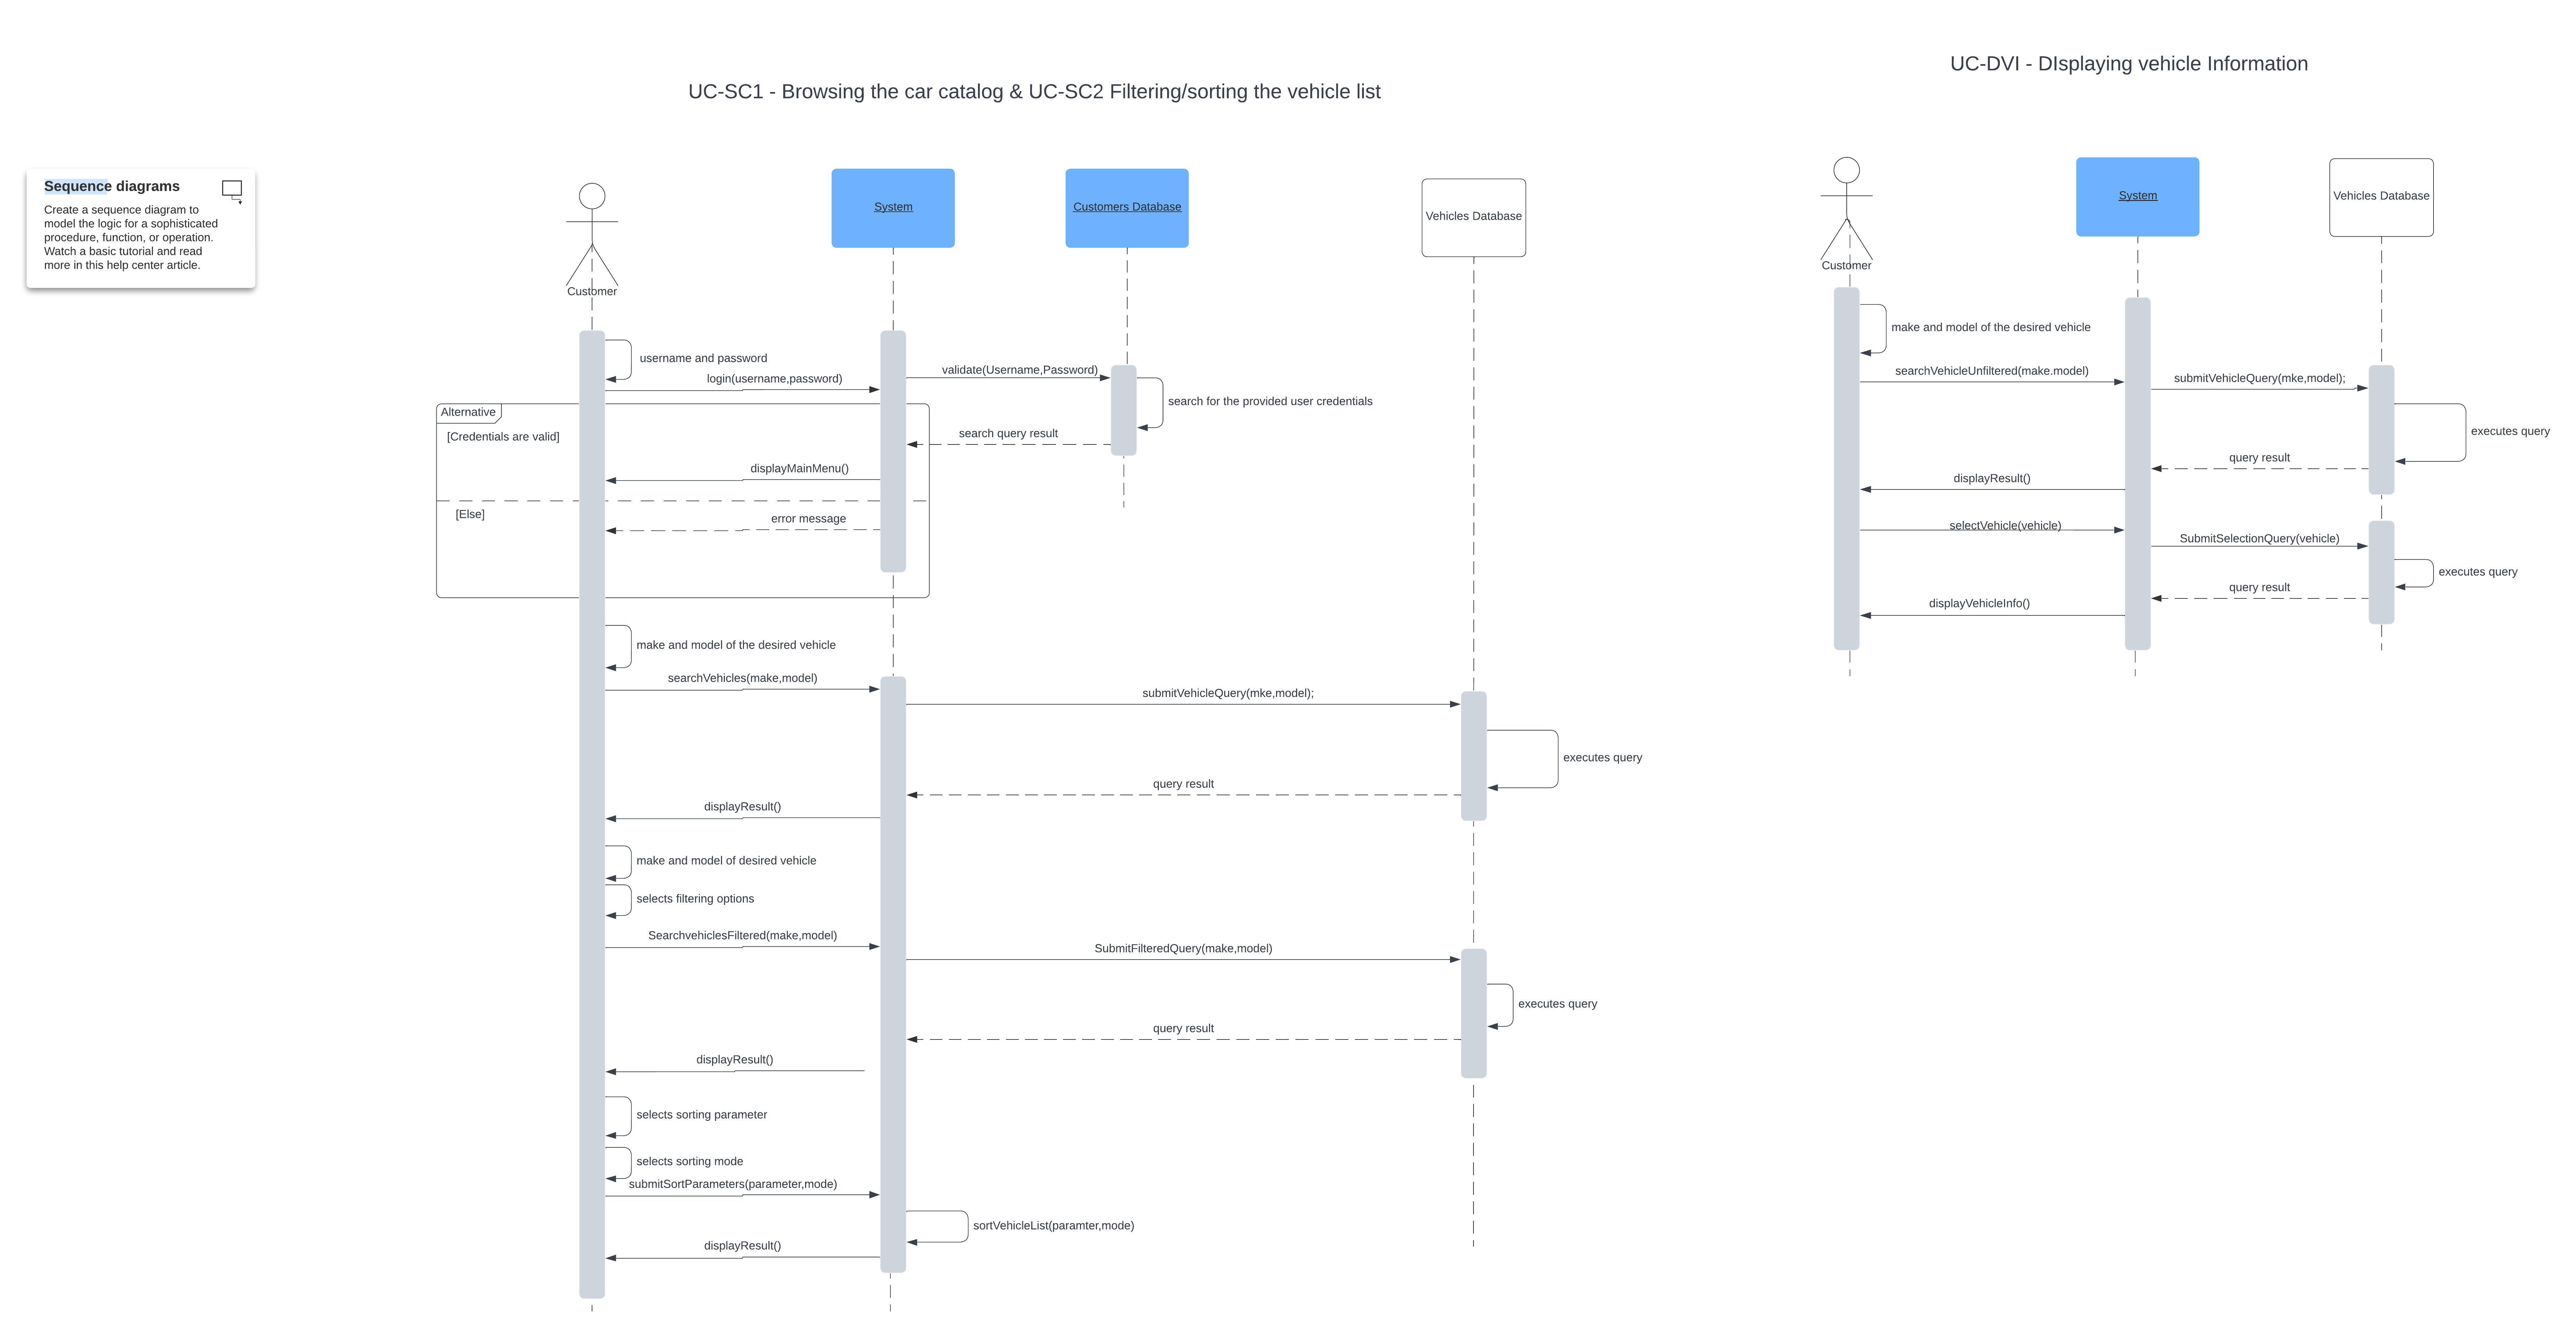 UC-DVI - DIsplaying vehicle Information
UC-SC1 - Browsing the car catalog & UC-SC2 Filtering/sorting the vehicle list
Sequence diagrams
Create a sequence diagram to
model the logic for a sophisticated
procedure, function, or operation.
Watch a basic tutorial and read
more in this help center article.
Customer
System
Customers Database
Vehicles Database
username and password
login(username,password)
validate(Username,Password)
search for the provided user credentials
Alternative
[Credentials are valid]
search query result
displayMainMenu()
[Else]
error message
make and model of the desired vehicle
searchVehicles(make,model)
submitVehicleQuery(mke,model);
executes query
query result
displayResult()
make and model of desired vehicle
selects filtering options
SearchvehiclesFiltered(make,model)
SubmitFilteredQuery(make,model)
executes query
query result
displayResult()
selects sorting parameter
selects sorting mode
submitSortParameters(parameter,mode)
sortVehicleList(paramter,mode)
displayResult()
Customer
System
Vehicles Database
make and model of the desired vehicle
searchVehicleUnfiltered(make.model)
submitVehicleQuery(mke,model);
executes query
query result
displayResult()
selectVehicle(vehicle)
SubmitSelectionQuery(vehicle)
executes query
query result
displayVehicleInfo()